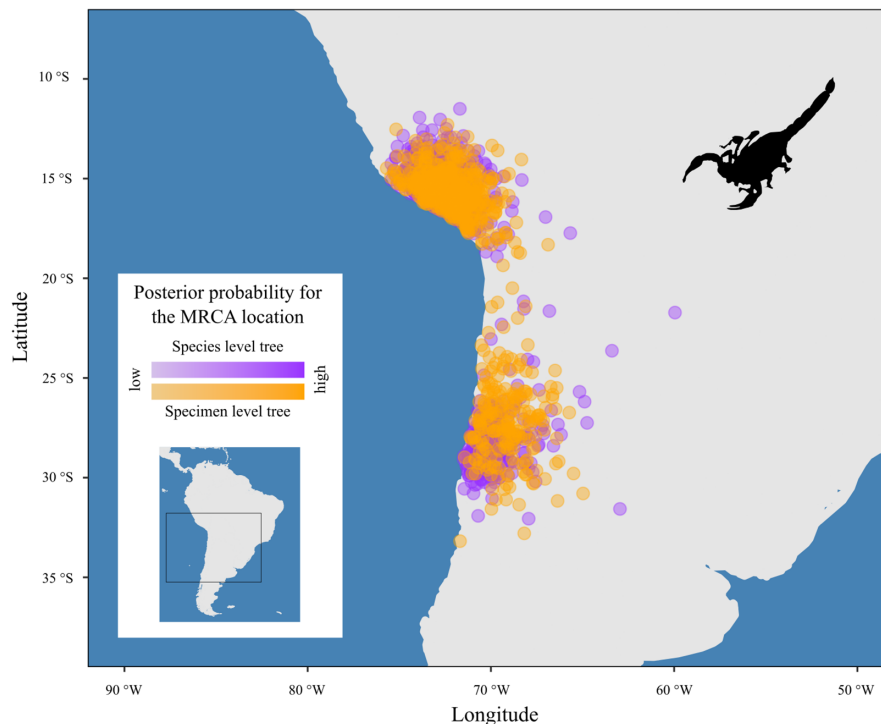 10 °S
15 °S
20 °S
25 °S
30 °S
35 °S
Latitude
Posterior probability for
the MRCA location
Species level tree
low
high
Specimen level tree
90 °W
80 °W
70 °W
60 °W
50 °W
Longitude